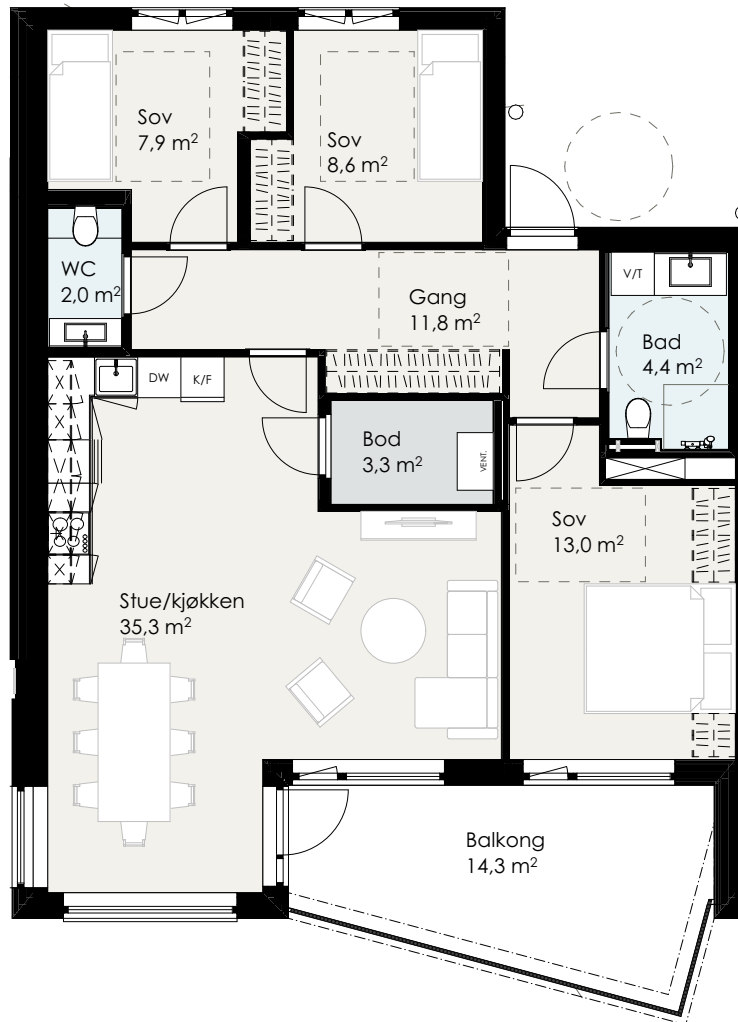 Sov
7,9 m²
Sov
8,6 m²
WC
2,0 m²
Gang
11,8 m²
V/T
Bad
4,4 m²
DW
K/F
Bod
3,3 m²
VENT.
Sov
13,0 m²
Stue/kjøkken
35,3 m²
Balkong
14,3 m²